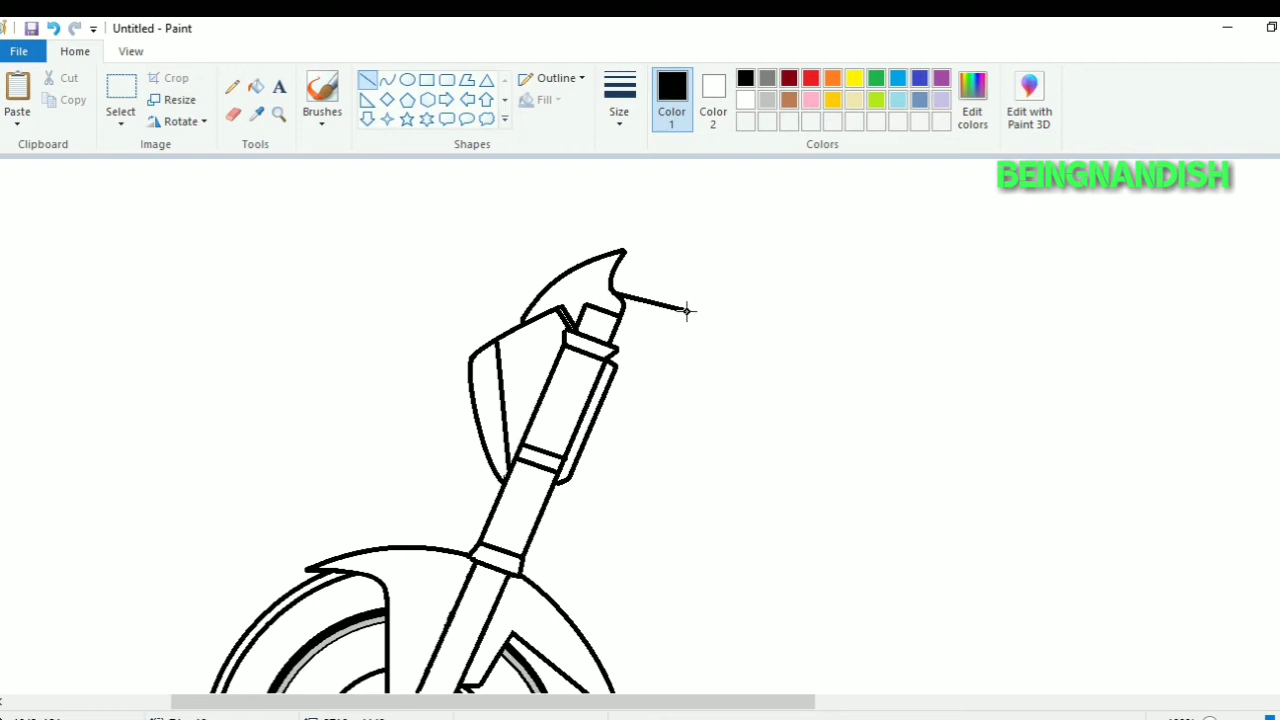 Untitled - Paint
File
Home
View
Paste
Cut
Copy
Clipboard
Select
Crop
Resize
Rotate
Image
Tools
Brushes
Shapes
Outline
Fill
Size
Color
1
Color
2
Edit
colors
Colors
Edit with
Paint 3D
BEINGNANDISH